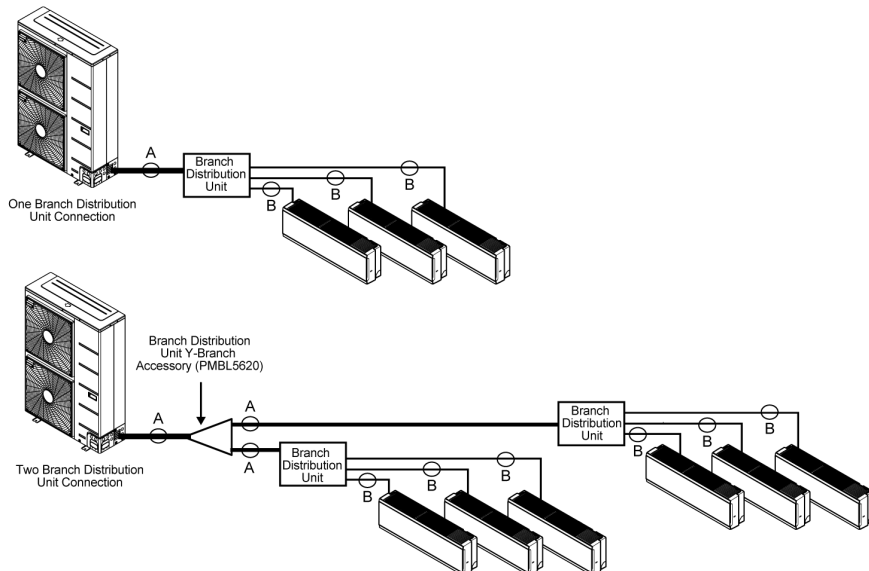 A
Branch
Distribution
Unit
B
B
B
One Branch Distribution
Unit Connection
Branch Distribution
Unit Y-Branch
Accessory (PMBL5620)
A
A
A
Branch
Distribution
Unit
B
B
B
Branch
Distribution
Unit
B
B
B
Two Branch Distribution
Unit Connection